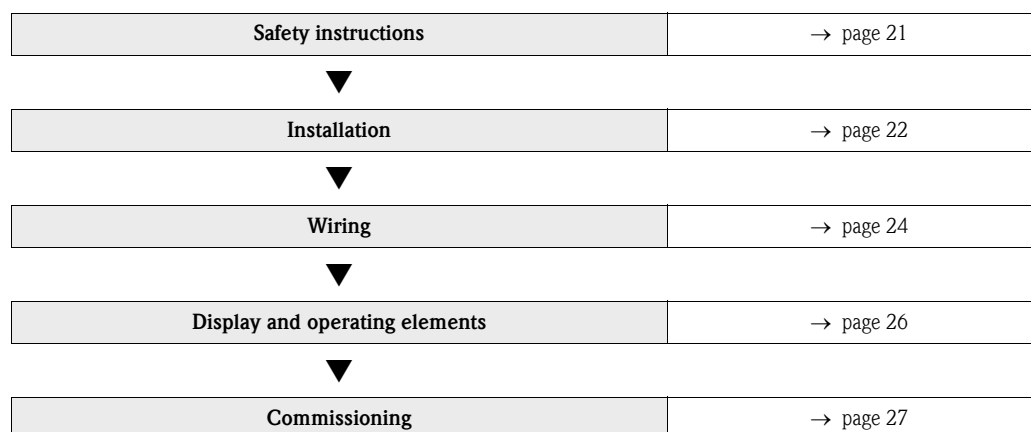 Safety instructions → page 21
Installation → page 22
Wiring → page 24
Display and operating elements → page 26
Commissioning → page 27